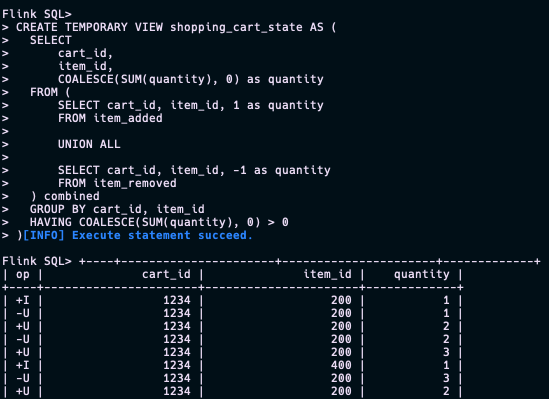 Flink SQL>
> CREATE TEMPORARY VIEW shopping_cart_state AS (
>   SELECT
>       cart_id,
>       item_id,
>       COALESCE(SUM(quantity), 0) as quantity
>   FROM (
>       SELECT cart_id, item_id, 1 as quantity
>       FROM item_added
>
>       UNION ALL
>
>       SELECT cart_id, item_id, -1 as quantity
>       FROM item_removed
>   ) combined
>   GROUP BY cart_id, item_id
>   HAVING COALESCE(SUM(quantity), 0) > 0
> )[INFO] Execute statement succeed.
Flink SQL> +----+----------------------+----------------------+-------------+
| op |              cart_id |              item_id |    quantity |
+----+----------------------+----------------------+-------------+
| +I |                 1234 |                  200 |           1 |
| -U |                 1234 |                  200 |           1 |
| +U |                 1234 |                  200 |           2 |
| -U |                 1234 |                  200 |           2 |
| +U |                 1234 |                  200 |           3 |
| +I |                 1234 |                  400 |           1 |
| -U |                 1234 |                  200 |           3 |
| +U |                 1234 |                  200 |           2 |